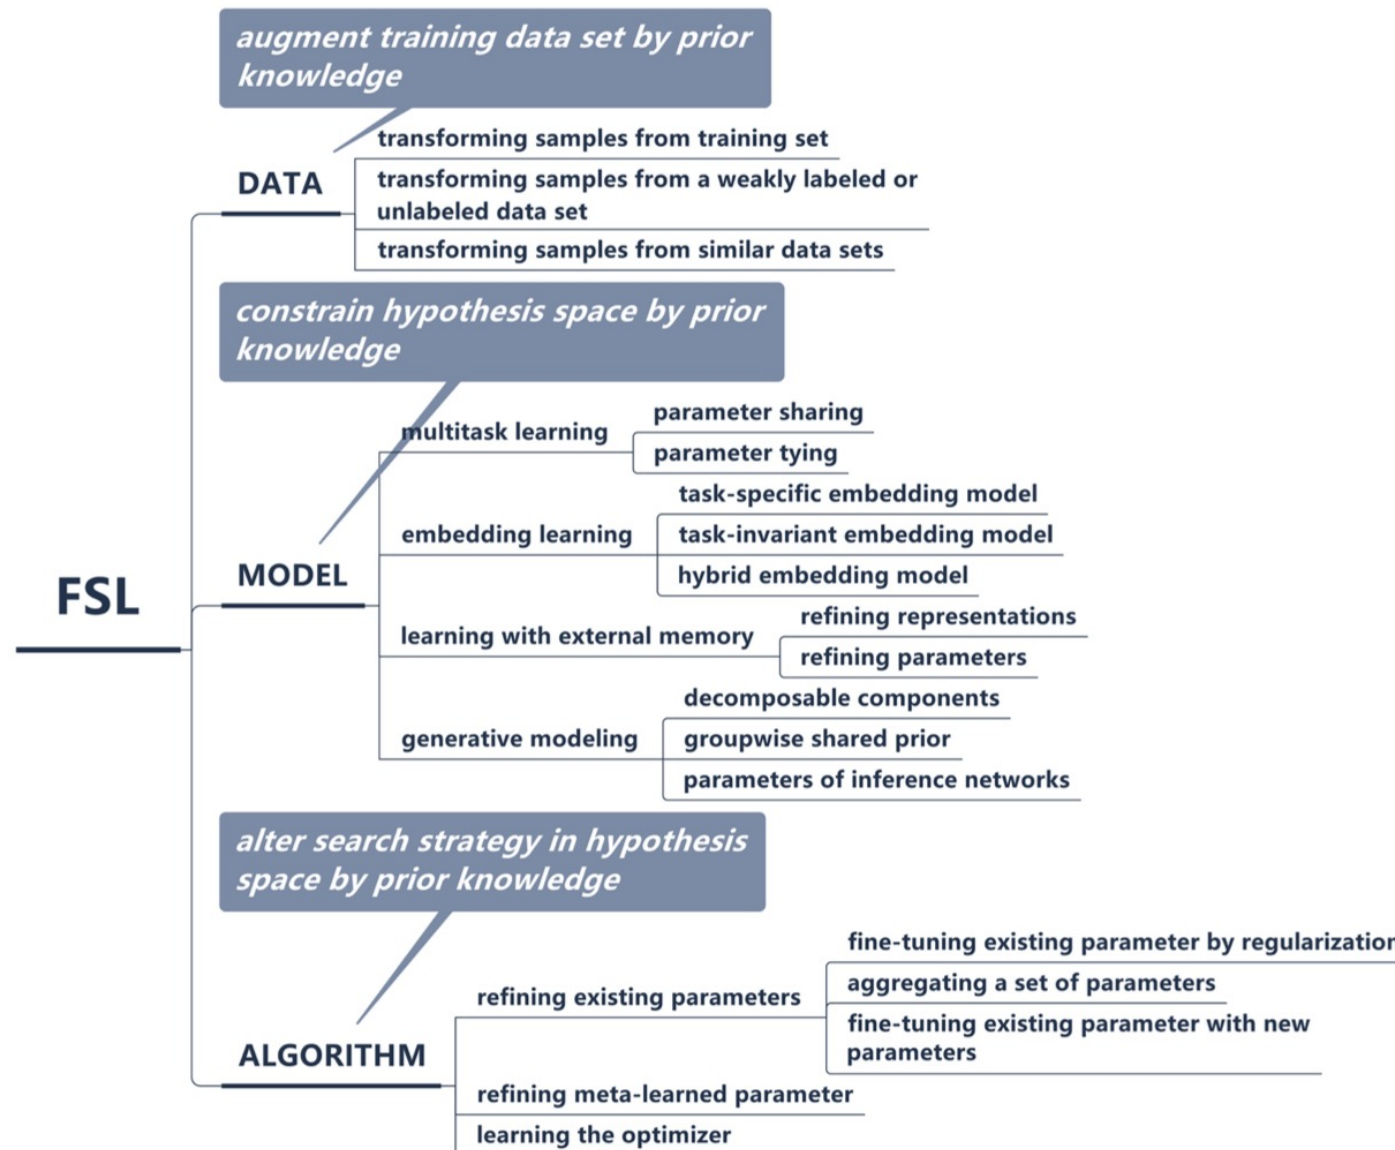 augment training data set by prior
knowledge
transforming samples from training set
DATA
transforming samples from a weakly labeled or
unlabeled data set
transforming samples from similar data sets
constrain hypothesis space by prior
knowledge
parameter sharing
multitask learning
parameter tying
task-specific embedding model
embedding learning
task-invariant embedding model
MODEL
hybrid embedding model
FSL
refining representations
learning with external memory
refining parameters
decomposable components
generative modeling
groupwise shared prior
parameters of inference networks
alter search strategy in hypothesis
space by prior knowledge
fine-tuning existing parameter by regularization
refining existing parameters
aggregating a set of parameters
fine-tuning existing parameter with new
parameters
ALGORITHM
refining meta-learned parameter
learning the optimizer